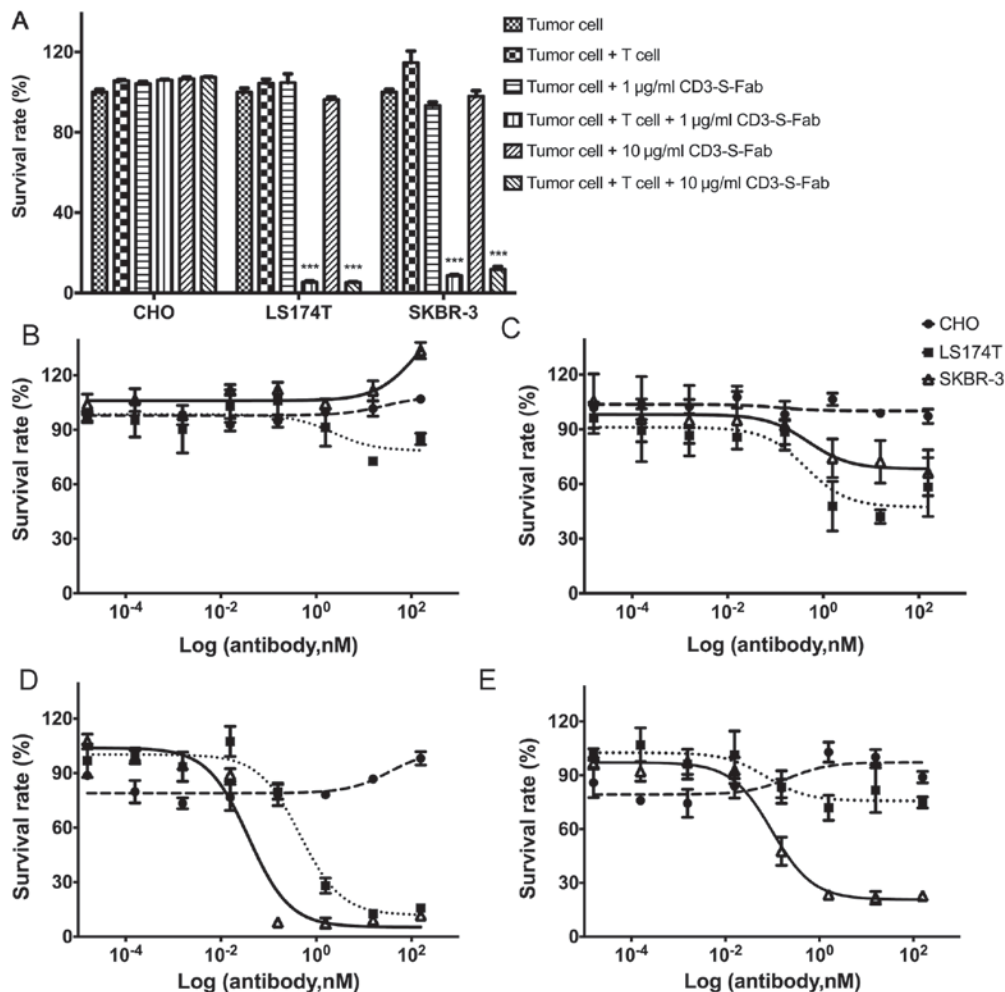 A
Survival rate (%)
120
80
40
0
*** *** *** ***
CHO LS174T SKBR-3
Tumor cell
Tumor cell + T cell
Tumor cell + 1 µg/ml CD3-S-Fab
Tumor cell + T cell + 1 µg/ml CD3-S-Fab
Tumor cell + 10 µg/ml CD3-S-Fab
Tumor cell + T cell + 10 µg/ml CD3-S-Fab
B
Survival rate (%)
120
90
60
30
0
10-4 10-2 100 102
Log (antibody,nM)
C
Survival rate (%)
120
90
60
30
0
10-4 10-2 100 102
Log (antibody,nM)
CHO
LS174T
SKBR-3
D
Survival rate (%)
120
90
60
30
0
10-4 10-2 100 102
Log (antibody,nM)
E
Survival rate (%)
120
90
60
30
0
10-4 10-2 100 102
Log (antibody,nM)